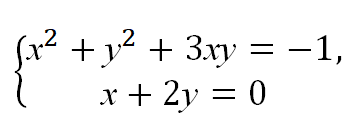 x² + y² + 3xy = −1,
x + 2y = 0